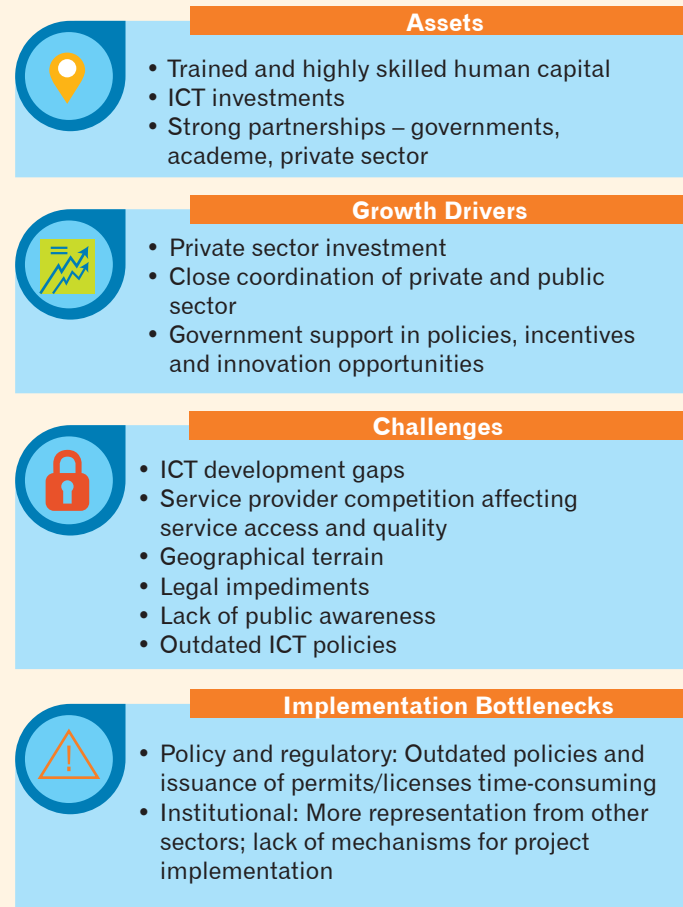 Assets
• Trained and highly skilled human capital
• ICT investments
• Strong partnerships – governments,
academe, private sector
Growth Drivers
• Private sector investment
• Close coordination of private and public
sector
• Government support in policies, incentives
and innovation opportunities
Challenges
• ICT development gaps
• Service provider competition affecting
service access and quality
• Geographical terrain
• Legal impediments
• Lack of public awareness
• Outdated ICT policies
Implementation Bottlenecks
• Policy and regulatory: Outdated policies and
issuance of permits/licenses time-consuming
• Institutional: More representation from other
sectors; lack of mechanisms for project
implementation